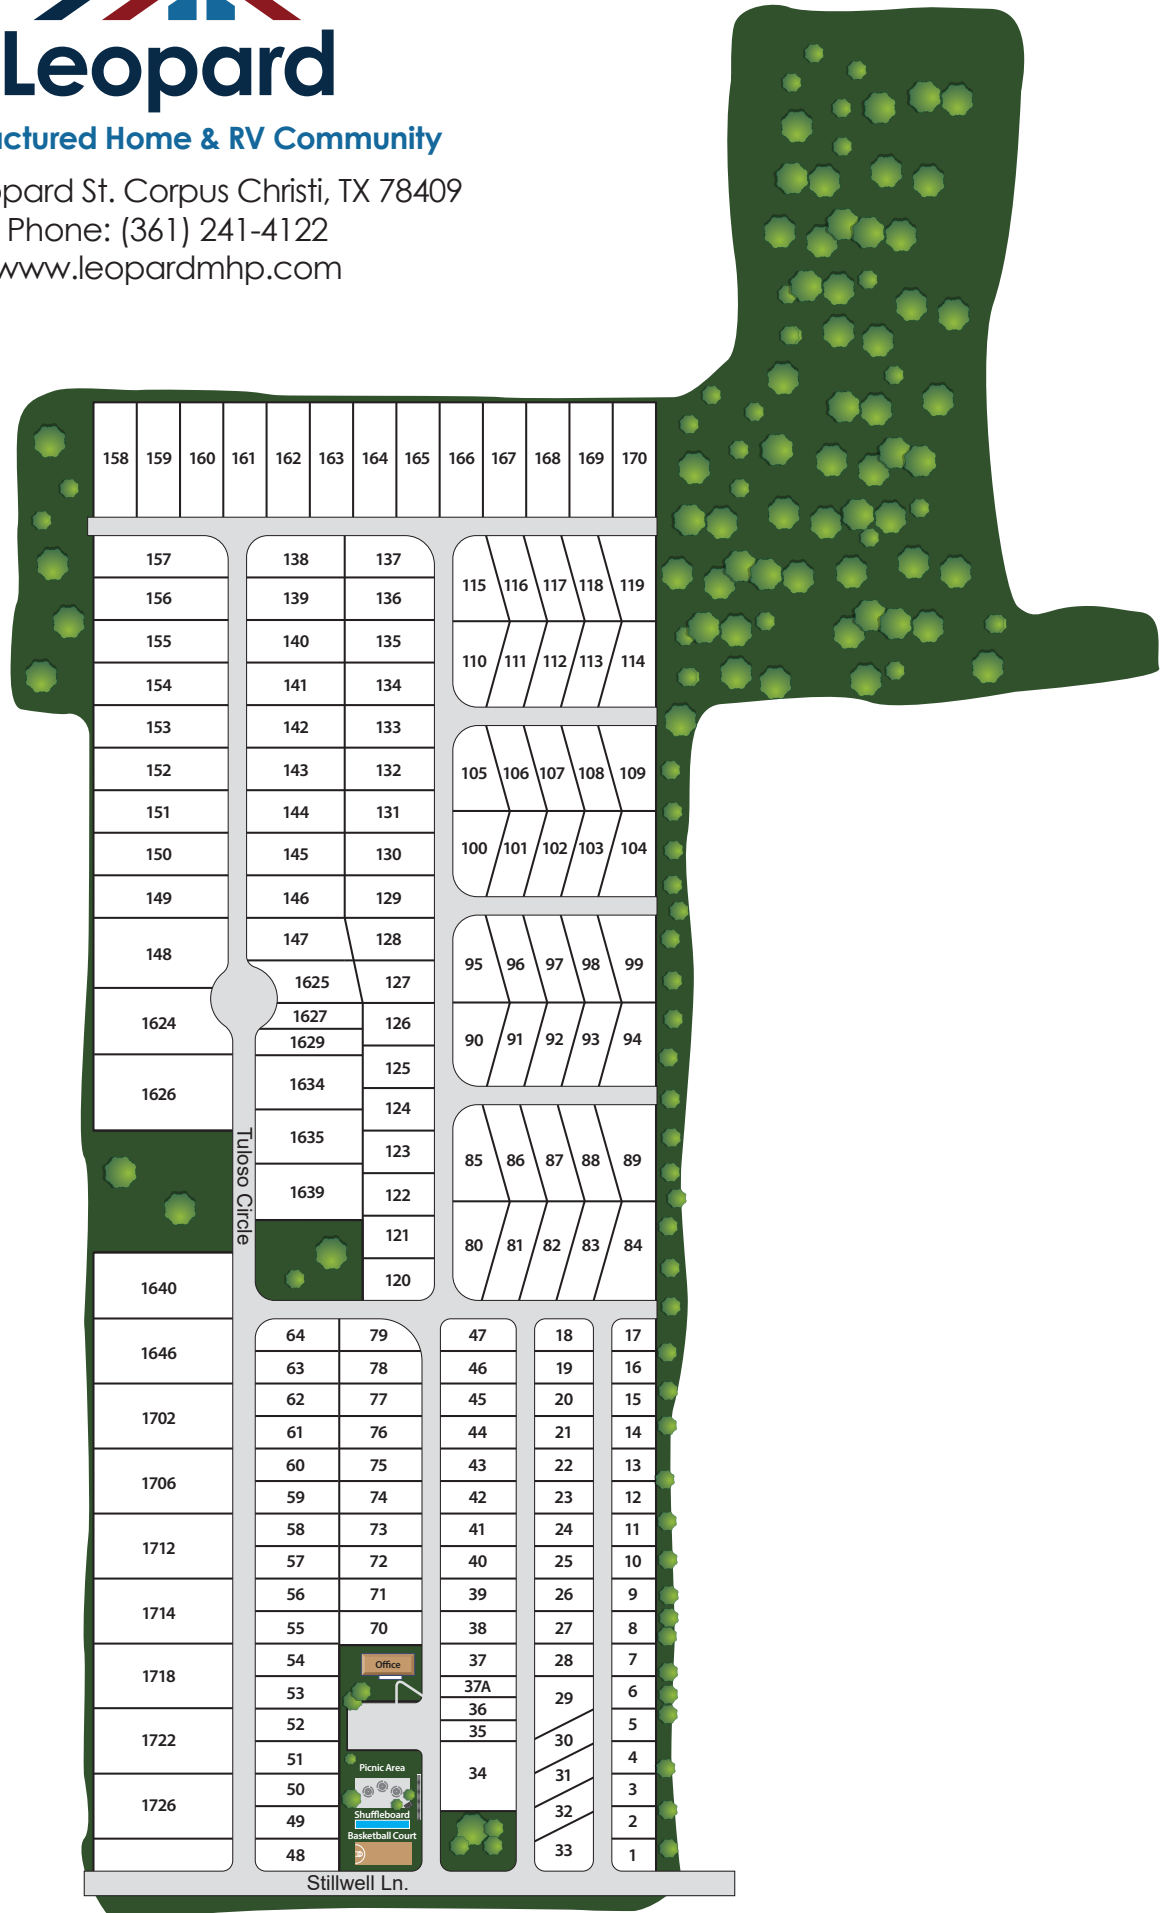 Leopard
actured Home & RV Community
opard St. Corpus Christi, TX 78409
Phone: (361) 241-4122
www.leopardmhp.com
158 159 160 161 162 163 164 165 166 167 168 169 170
157 138 137
115 116 117 118 119
156 139 136
155 140 135
110 111 112 113 114
154 141 134
153 142 133
152 143 132
105 106 107 108 109
151 144 131
150 145 130
100 101 102 103 104
149 146 129
147 128
148
95 96 97 98 99
1625 127
1624
1627 126
1629
90 91 92 93 94
125
1634
1626
124
1635
Tuloso Circle
123
85 86 87 88 89
1639
122
121
80 81 82 83 84
120
1640
64 79 47 18 17
1646
63 78 46 19 16
62 77 45 20 15
1702
61 76 44 21 14
60 75 43 22 13
1706
59 74 42 23 12
58 73 41 24 11
1712
57 72 40 25 10
56 71 39 26 9
1714
55 70 38 27 8
54 Office 37 28 7
1718
53 37A 29 6
36
52 35 30 5
1722
51 4
Picnic Area
34 31
50 3
1726
Shuffleboard
49 32 2
Basketball Court
48 33 1
Stillwell Ln.